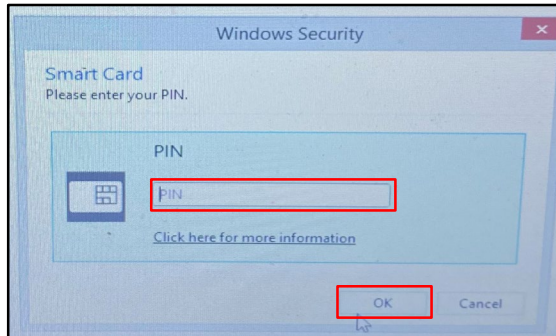 Windows Security
Smart Card
Please enter your PIN.
PIN
PIN
Click here for more information
OK Cancel